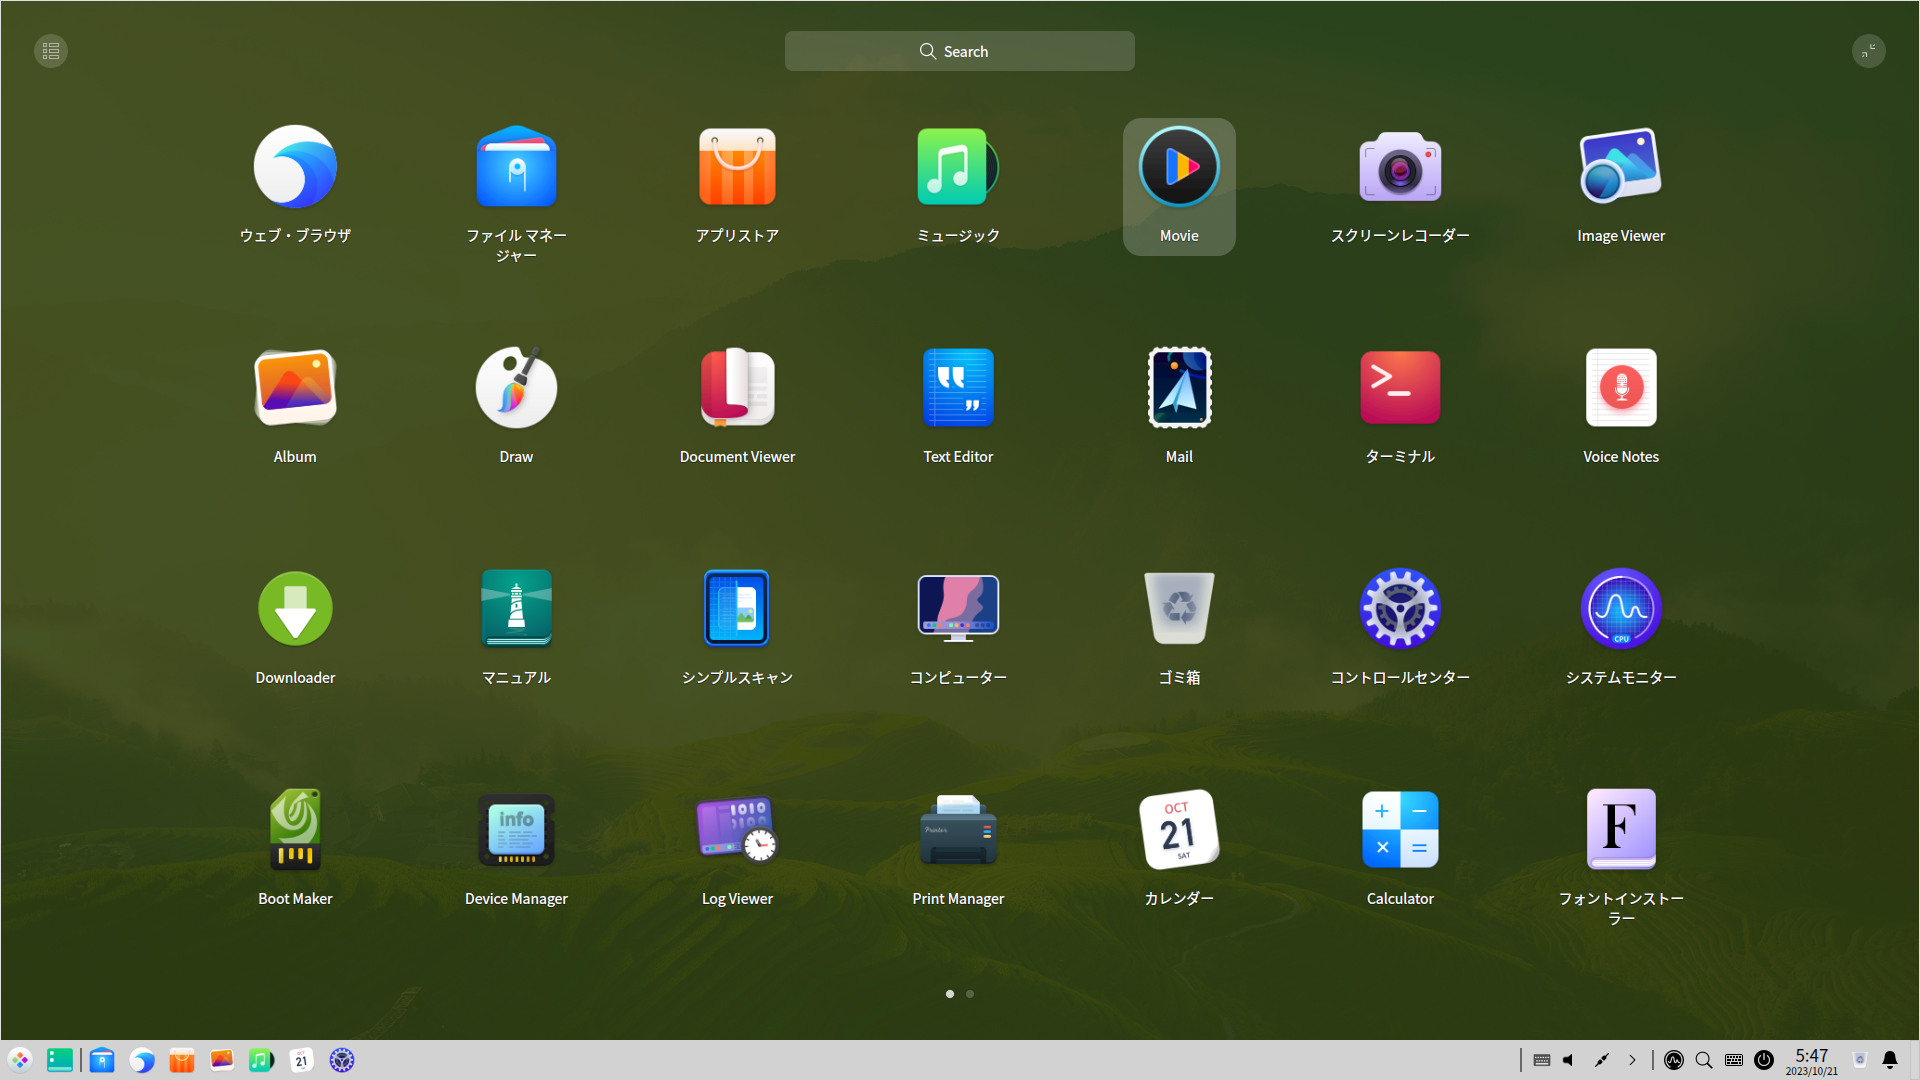 Search
ウェブ・ブラウザ
ファイル マネー
ジャー
アプリストア
ミュージック
Movie
スクリーンレコーダー
Image Viewer
Album
Draw
Document Viewer
Text Editor
Mail
ターミナル
Voice Notes
Downloader
マニュアル
シンプルスキャン
コンピューター
ゴミ箱
コントロールセンター
CPU
システムモニター
Boot Maker
info
Device Manager
Log Viewer
Printer
Print Manager
OCT
21
SAT
カレンダー
Calculator
F
フォントインストー
ラー
21
5:47
2023/10/21